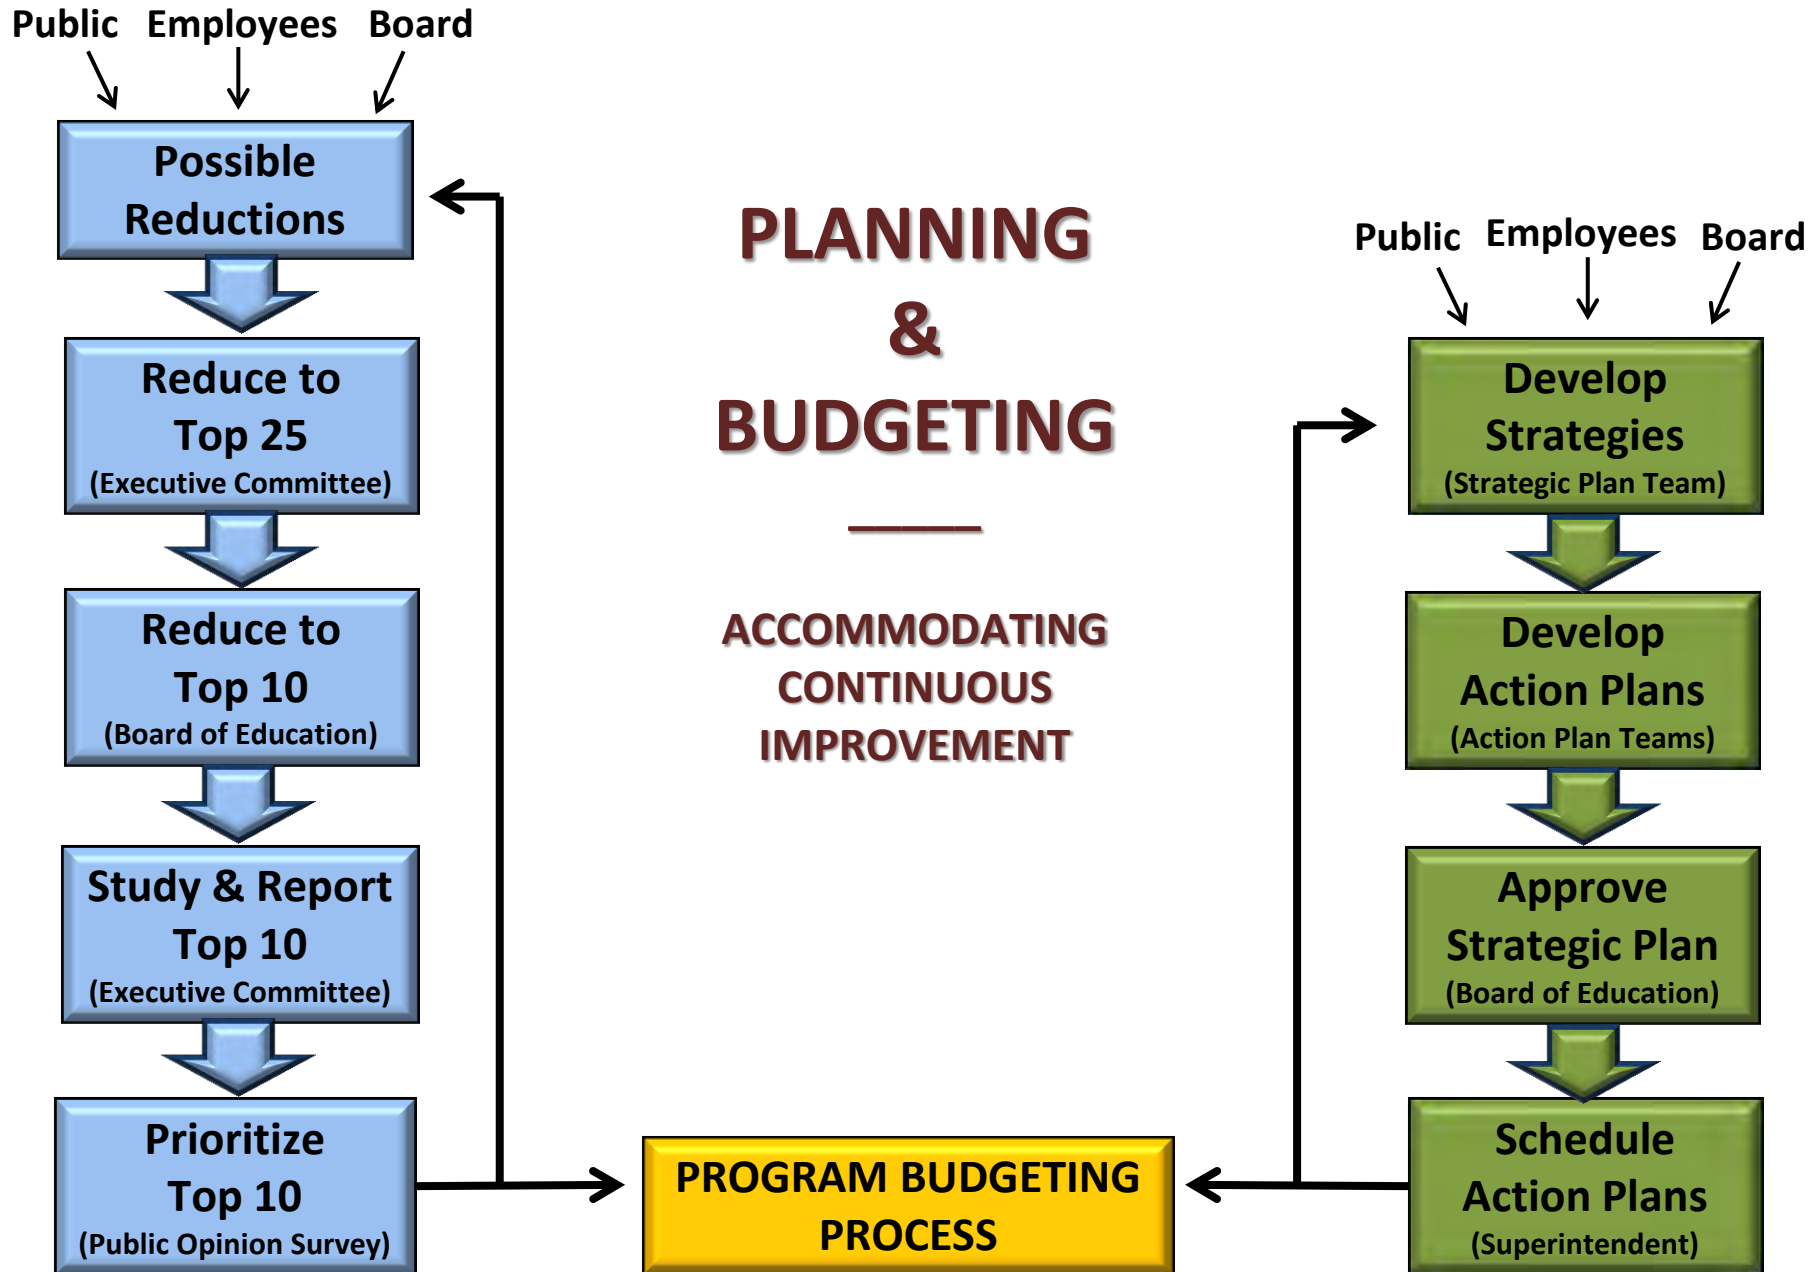 Public Employees Board
Possible
Reductions
Reduce to
Top 25
(Executive Committee)
Reduce to
Top 10
(Board of Education)
Study & Report
Top 10
(Executive Committee)
Prioritize
Top 10
(Public Opinion Survey)
PLANNING
&
BUDGETING
ACCOMMODATING
CONTINUOUS
IMPROVEMENT
PROGRAM BUDGETING
PROCESS
Public Employees Board
Develop
Strategies
(Strategic Plan Team)
Develop
Action Plans
(Action Plan Teams)
Approve
Strategic Plan
(Board of Education)
Schedule
Action Plans
(Superintendent)